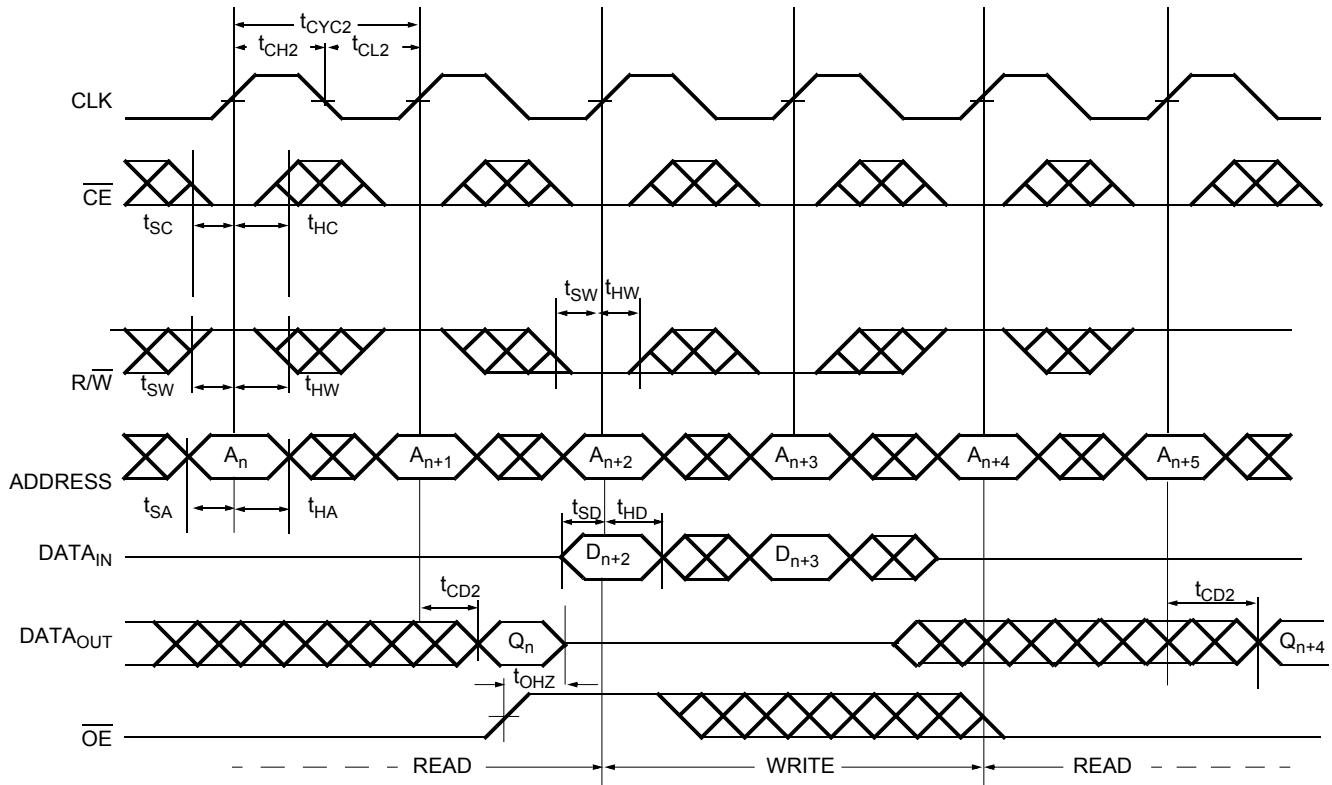 tCYC2
tCH2 tCL2
CLK
CE
tSC tHC
tSW tHW
R/W
tSW tHW
ADDRESS An An+1 An+2 An+3 An+4 An+5
tSA tHA tSD tHD
DATAIN Dn+2 Dn+3
tCD2 tCD2
DATAOUT Qn Qn+4
tOHZ
OE
READ WRITE READ